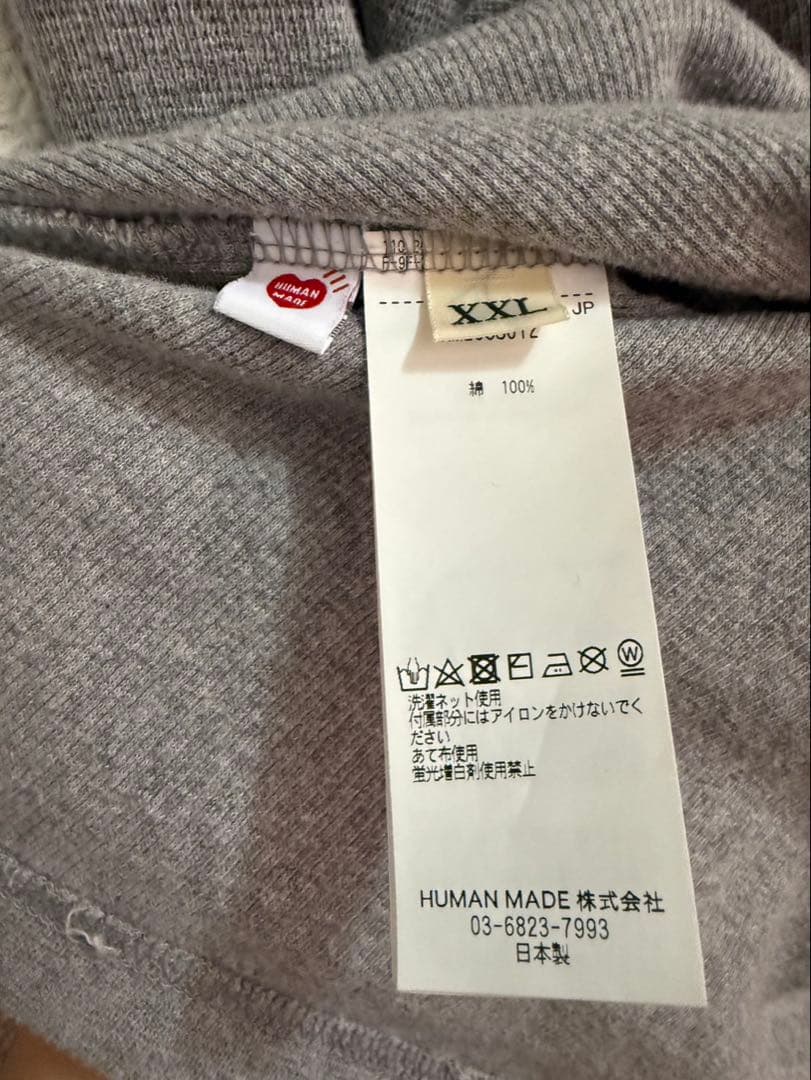 HUMAN
MADE
XXL
JP
綿 100%
洗濯ネット使用
付属部分にはアイロンをかけないでく
ださい
あて布使用
蛍光増白剤使用禁止
HUMAN MADE 株式会社
03-6823-7993
日本製